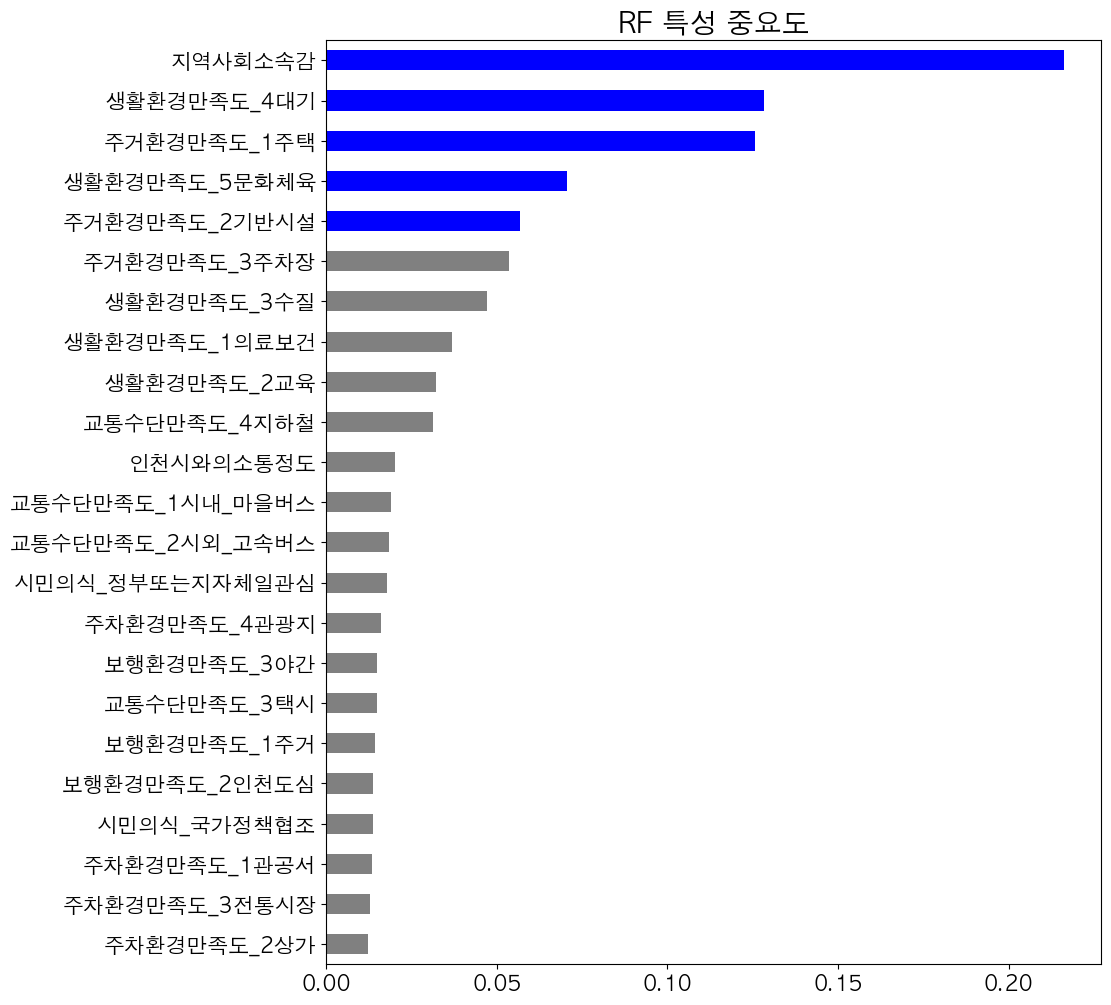 RF 특성 중요도
지역사회소속감
생활환경만족도_4대기
주거환경만족도_1주택
생활환경만족도_5문화체육
주거환경만족도_2기반시설
주거환경만족도_3주차장
생활환경만족도_3수질
생활환경만족도_1의료보건
생활환경만족도_2교육
교통수단만족도_4지하철
인천시와의소통정도
교통수단만족도_1시내_마을버스
교통수단만족도_2시외_고속버스
시민의식_정부또는지자체일관심
주차환경만족도_4관광지
보행환경만족도_3야간
교통수단만족도_3택시
보행환경만족도_1주거
보행환경만족도_2인천도심
시민의식_국가정책협조
주차환경만족도_1관공서
주차환경만족도_3전통시장
주차환경만족도_2상가
0.00 0.05 0.10 0.15 0.20